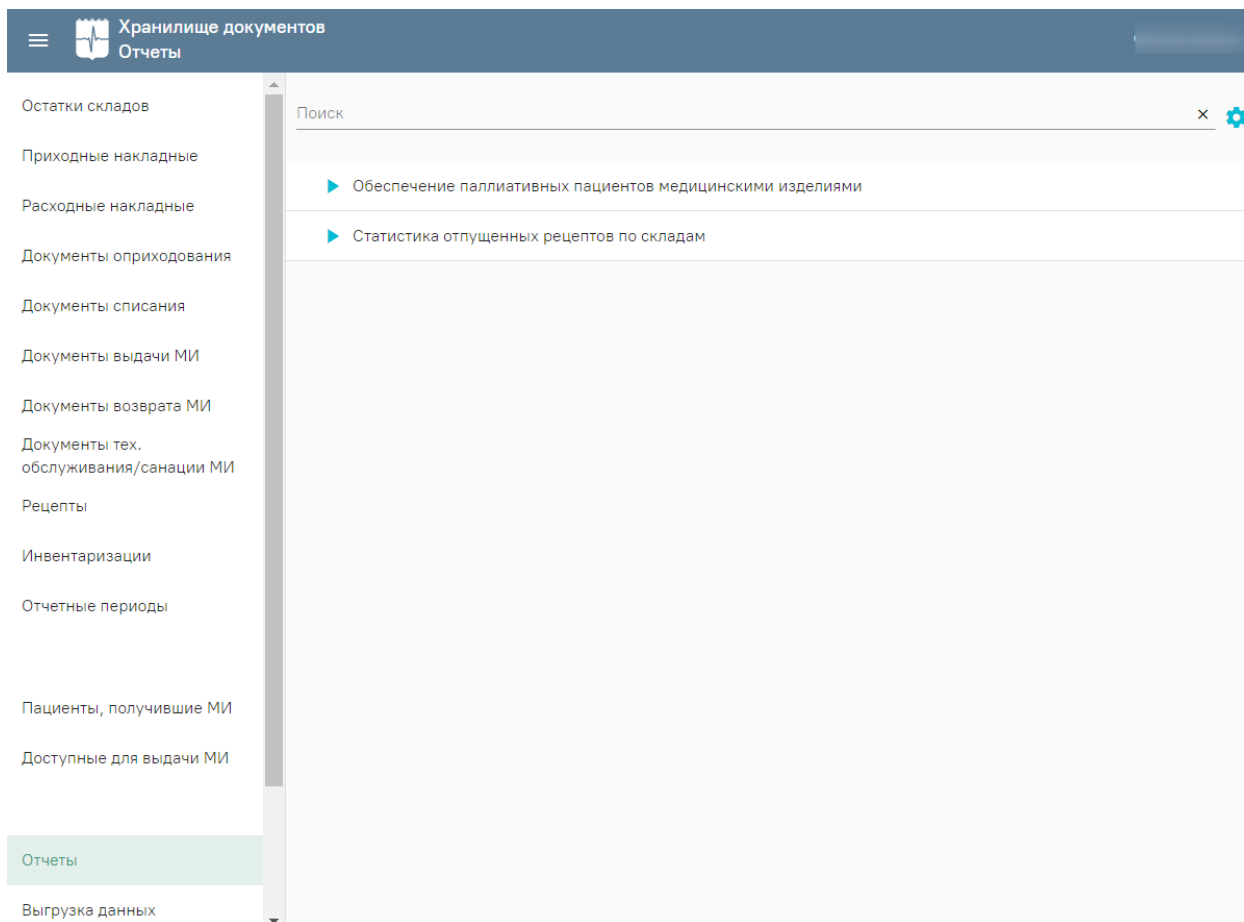 Хранилище документов
Отчеты
Остатки складов
Приходные накладные
Расходные накладные
Документы оприходования
Документы списания
Документы выдачи МИ
Документы возврата МИ
Документы тех.
обслуживания/санации МИ
Рецепты
Инвентаризации
Отчетные периоды
Пациенты, получившие МИ
Доступные для выдачи МИ
Отчеты
Выгрузка данных
Поиск
Обеспечение паллиативных пациентов медицинскими изделиями
Статистика отпущенных рецептов по складам